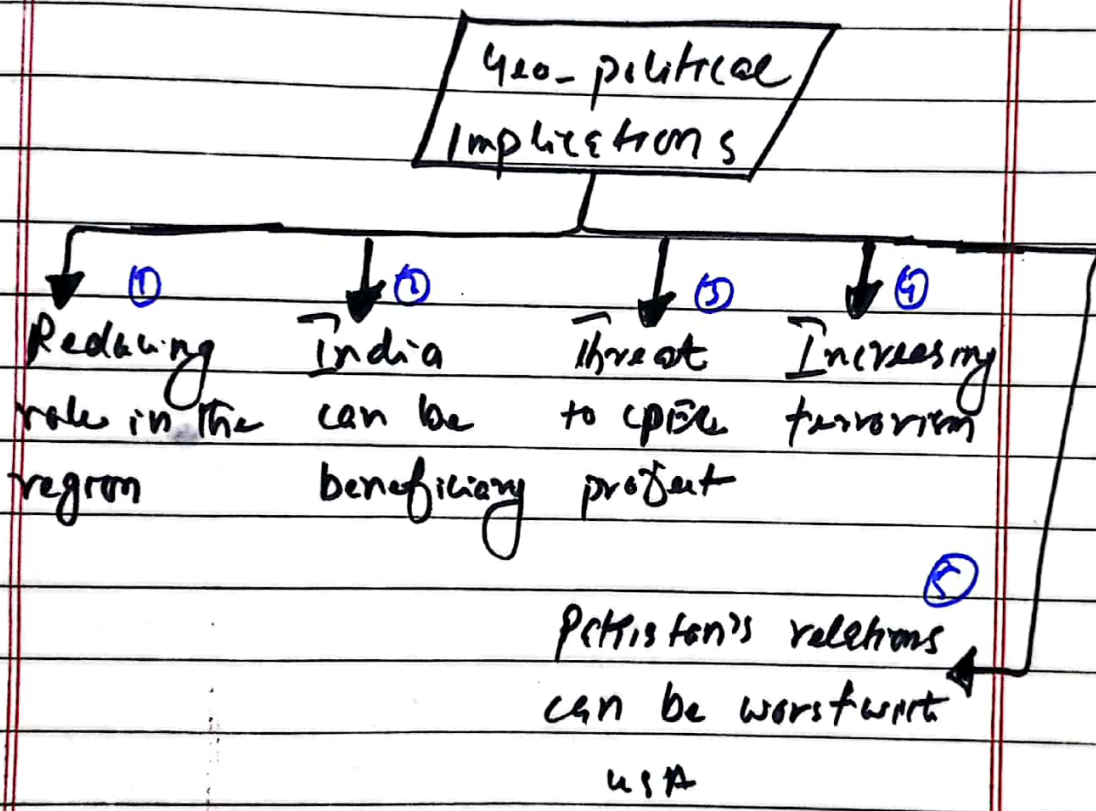 Geo-political
Implications
① ② ③ ④
Reducing India Threat Increasing
role in the can be to CPEC terrorism
region beneficiary project
⑤
Pakistan's relations
can be worst with
USA